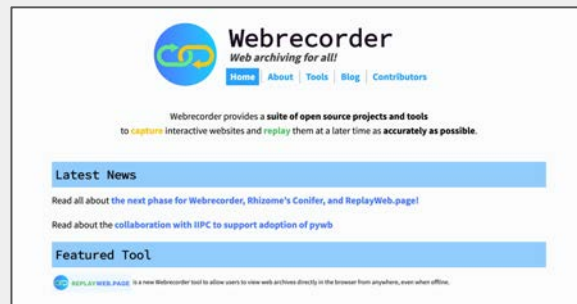 Webrecorder
Web archiving for all!
Home About Tools Blog Contributors
Webrecorder provides a suite of open source projects and tools
to capture interactive websites and replay them at a later time as accurately as possible.
Latest News
Read all about the next phase for Webrecorder, Rhizome's Conifer, and ReplayWeb.page!
Read about the collaboration with IIPC to support adoption of pywb
Featured Tool
REPLAYWEB.PAGE is a new Webrecorder tool to allow users to view web archives directly in the browser from anywhere, even when offline.